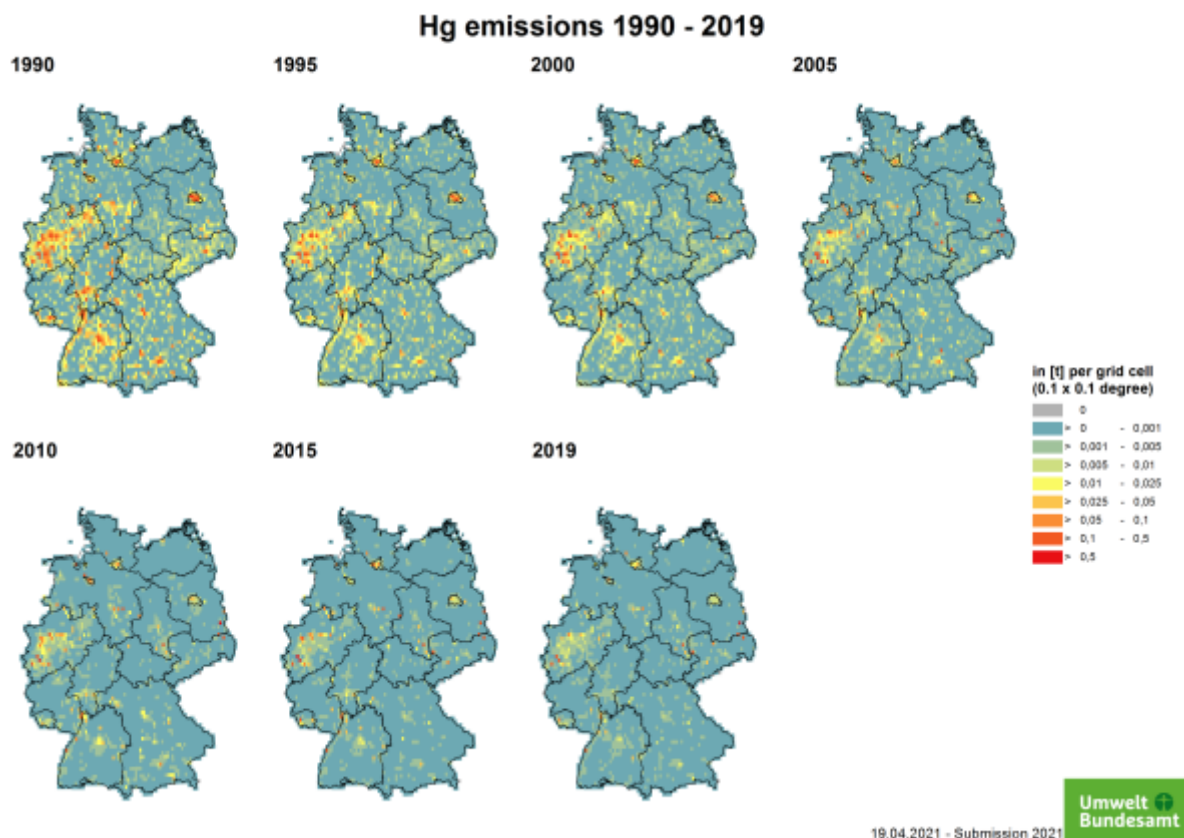 Hg emissions 1990 - 2019
1990
1995
2000
2005
in [t] per grid cell
(0.1 x 0.1 degree)
0
> 0 - 0,001
> 0,001 - 0,005
> 0,005 - 0,01
> 0,01 - 0,025
> 0,025 - 0,05
> 0,05 - 0,1
> 0,1 - 0,5
> 0,5
2010
2015
2019
Umwelt
Bundesamt
19.04.2021 - Submission 2021